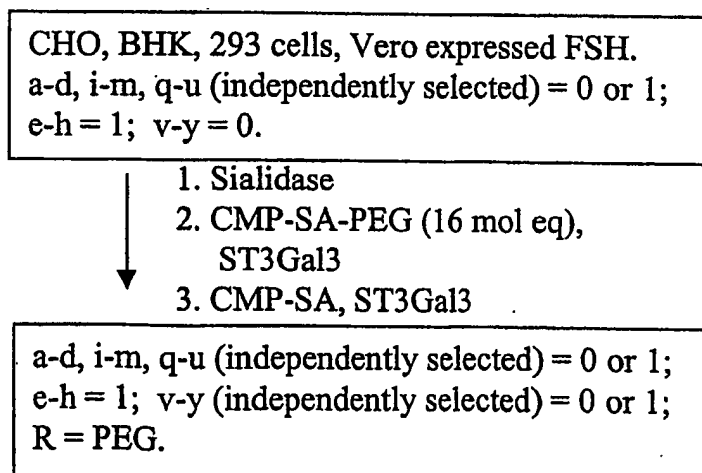 CHO, BHK, 293 cells, Vero expressed FSH.
a-d, i-m, q-u (independently selected) = 0 or 1;
e-h = 1; v-y = 0.
1. Sialidase
2. CMP-SA-PEG (16 mol eq),
ST3Gal3
3. CMP-SA, ST3Gal3
a-d, i-m, q-u (independently selected) = 0 or 1;
e-h = 1; v-y (independently selected) = 0 or 1;
R = PEG.